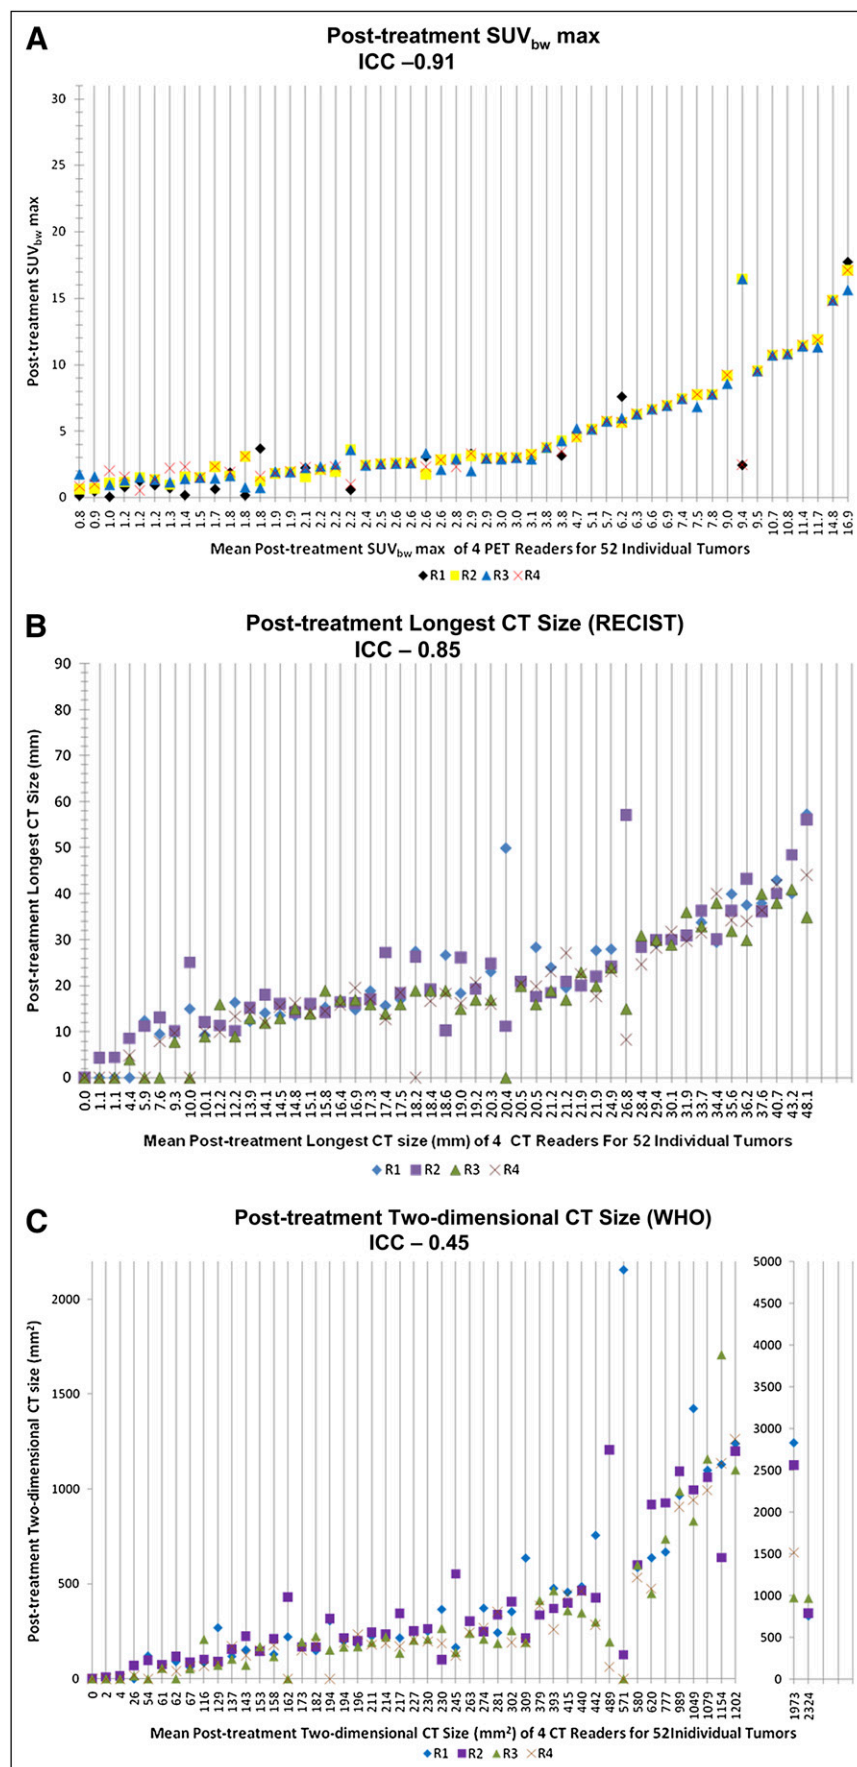 A
Post-treatment SUVbw max
ICC –0.91
30
25
20
15
10
5
0
Post-treatment SUVbw max
0.8 0.9 1.0 1.2 1.2 1.2 1.3 1.4 1.5 1.7 1.8 1.8 1.8 1.9 1.9 2.1 2.2 2.2 2.3 2.4 2.5 2.6 2.6 2.6 2.6 2.8 2.9 2.9 3.0 3.0 3.1 3.8 3.8 4.7 5.1 5.7 6.2 6.3 6.6 6.9 7.4 7.5 7.8 9.0 9.4 9.5 10.7 10.8 11.4 11.7 14.8 16.9
Mean Post-treatment SUVbw max of 4 PET Readers for 52 Individual Tumors
R1 R2 R3 R4
B
Post-treatment Longest CT Size (RECIST)
ICC – 0.85
90
80
70
60
50
40
30
20
10
0
Post-treatment Longest CT Size (mm)
0.0 1.1 1.1 4.4 5.9 7.6 9.3 10.0 10.1 12.2 12.2 13.9 14.1 14.5 14.8 15.1 15.8 16.4 16.9 17.3 17.4 17.5 18.2 18.4 18.6 19.0 19.2 20.3 20.4 20.5 20.5 21.2 21.2 21.9 21.9 24.9 26.8 28.4 29.4 30.1 31.9 33.7 34.4 35.6 36.2 37.6 40.7 43.2 48.1
Mean Post-treatment Longest CT size (mm) of 4 CT Readers For 52 Individual Tumors
R1 R2 R3 R4
C
Post-treatment Two-dimensional CT Size (WHO)
ICC – 0.45
2000
1500
1000
500
0
Post-treatment Two-dimensional CT size (mm²)
5000
4500
4000
3500
3000
2500
2000
1500
1000
500
0
0 2 4 26 54 61 62 67 116 129 137 143 153 158 162 173 182 194 194 196 211 214 217 227 230 230 245 263 274 281 302 309 379 393 415 440 442 489 571 580 620 777 989 1049 1079 1154 1202 1973 2324
Mean Post-treatment Two-dimensional CT Size (mm²) of 4 CT Readers for 52Inidividual Tumors
R1 R2 R3 R4